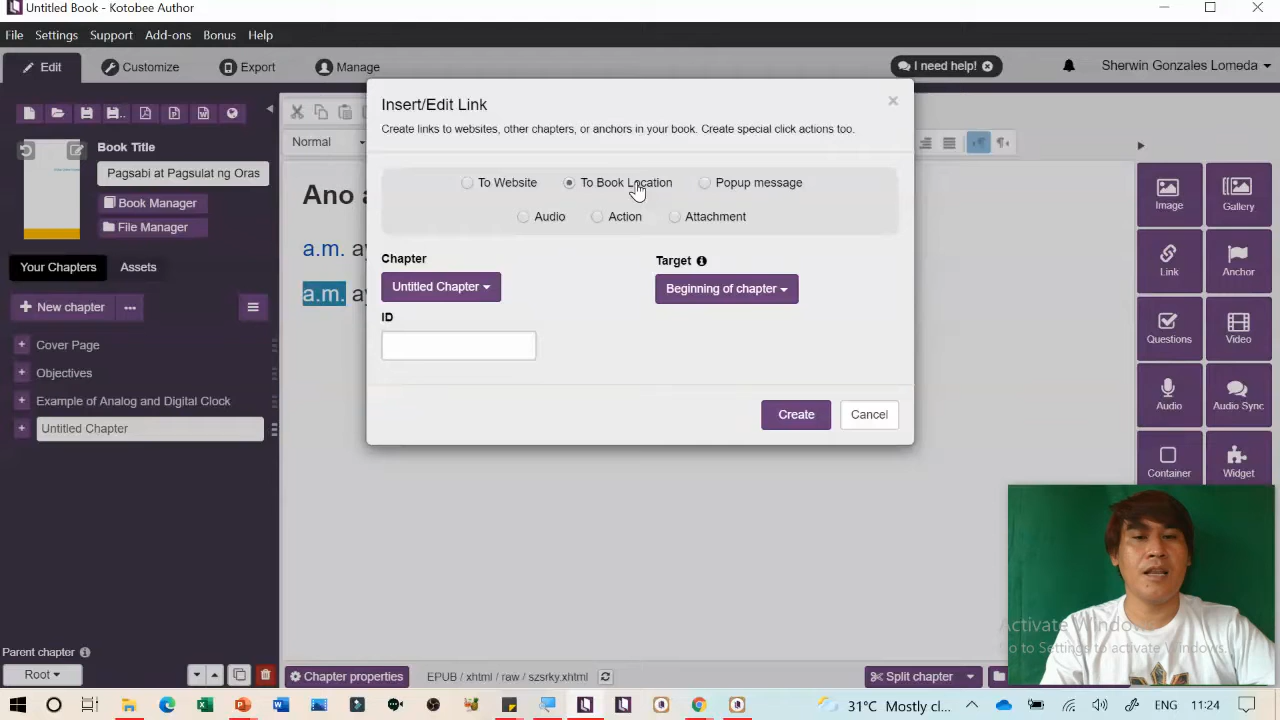 Untitled Book - Kotobee Author
File Settings Support Add-ons Bonus Help
Edit Customize Export Manage I need help! Sherwin Gonzales Lomeda
Insert/Edit Link
Create links to websites, other chapters, or anchors in your book. Create special click actions too.
Book Title
Pagsabi at Pagsulat ng Oras
Book Manager
File Manager
Normal
To Website To Book Location Popup message
Audio Action Attachment
Your Chapters Assets
New chapter
Cover Page
Objectives
Example of Analog and Digital Clock
Untitled Chapter
Ano a
a.m. ay
a.m. ay
Chapter
Untitled Chapter
Target
Beginning of chapter
ID
Create Cancel
Image Gallery
Link Anchor
Questions Video
Audio Audio Sync
Container Widget
Activate Windows
Go to Settings to activate Windows.
Parent chapter
Root
Chapter properties EPUB / xhtml / raw / szsrky.xhtml Split chapter
31°C Mostly cl... ENG 11:24